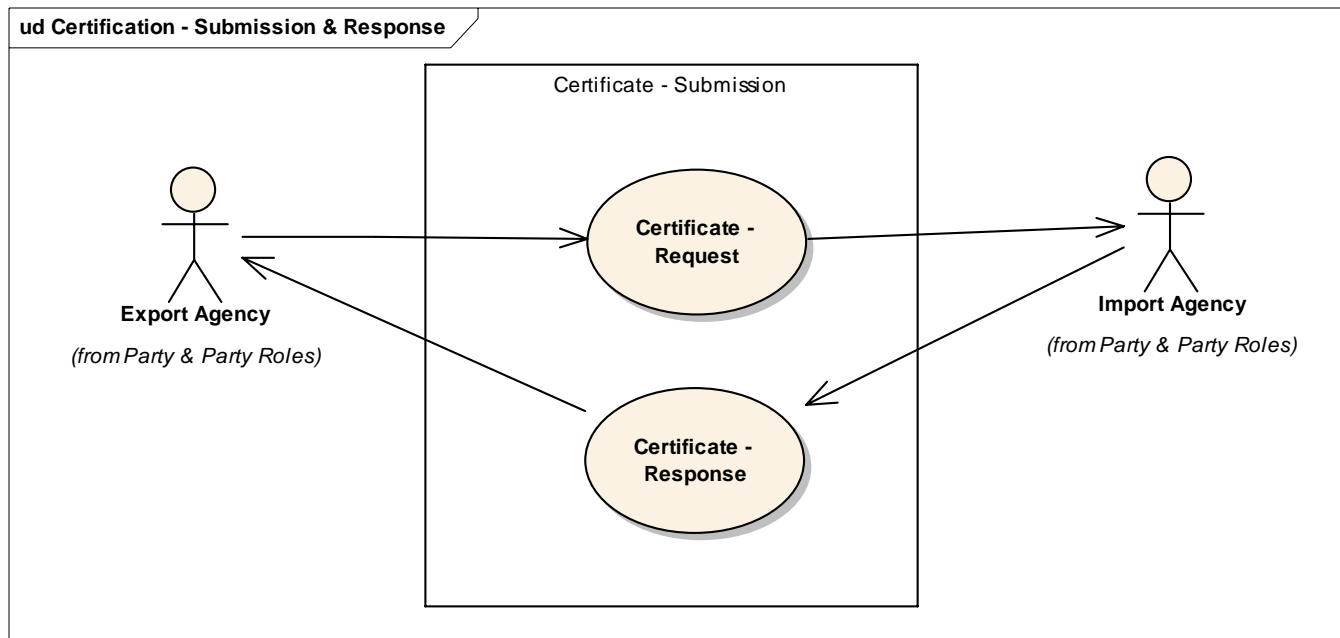 ud Certification - Submission & Response
Certificate - Submission
Certificate -
Request
Export Agency
(from Party & Party Roles)
Import Agency
(from Party & Party Roles)
Certificate -
Response